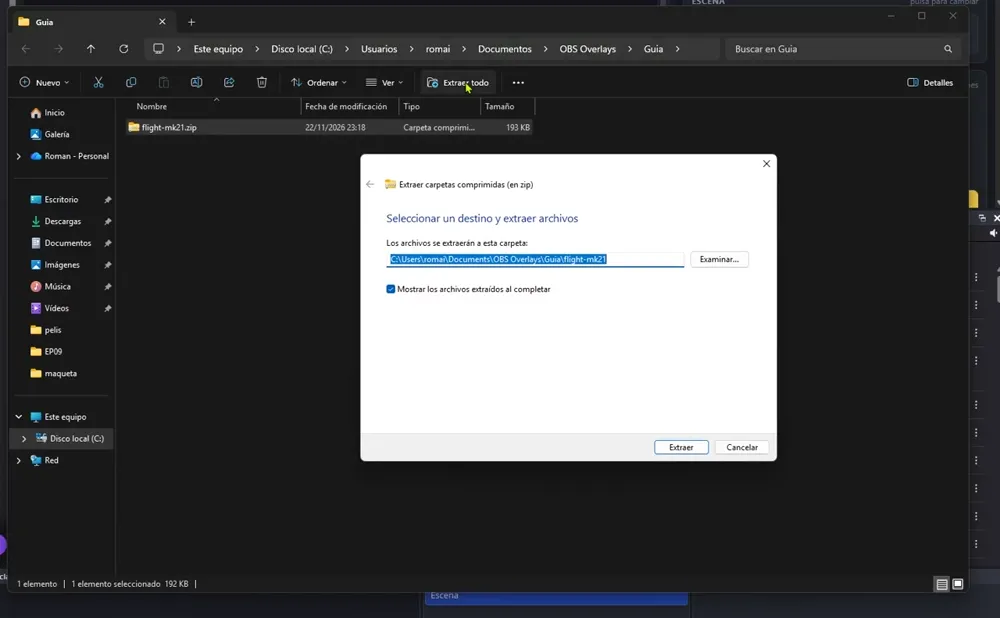 ESCENA
pulsa para cambiar
Guia
Este equipo > Disco local (C:) > Usuarios > romai > Documentos > OBS Overlays > Guia >
Buscar en Guia
Nuevo
Ordenar
Ver
Extraer todo
Detalles
Nombre
Fecha de modificación
Tipo
Tamaño
flight-mk21.zip
22/11/2026 23:18
Carpeta comprimi...
193 KB
Inicio
Galería
Roman - Personal
Escritorio
Descargas
Documentos
Imágenes
Música
Vídeos
pelis
EP09
maqueta
Este equipo
Disco local (C:)
Red
Extraer carpetas comprimidas (en zip)
Seleccionar un destino y extraer archivos
Los archivos se extraerán a esta carpeta:
C:\Users\romai\Documents\OBS Overlays\Guia\flight-mk21
Examinar...
Mostrar los archivos extraídos al completar
Extraer
Cancelar
1 elemento | 1 elemento seleccionado 192 KB |
Escena